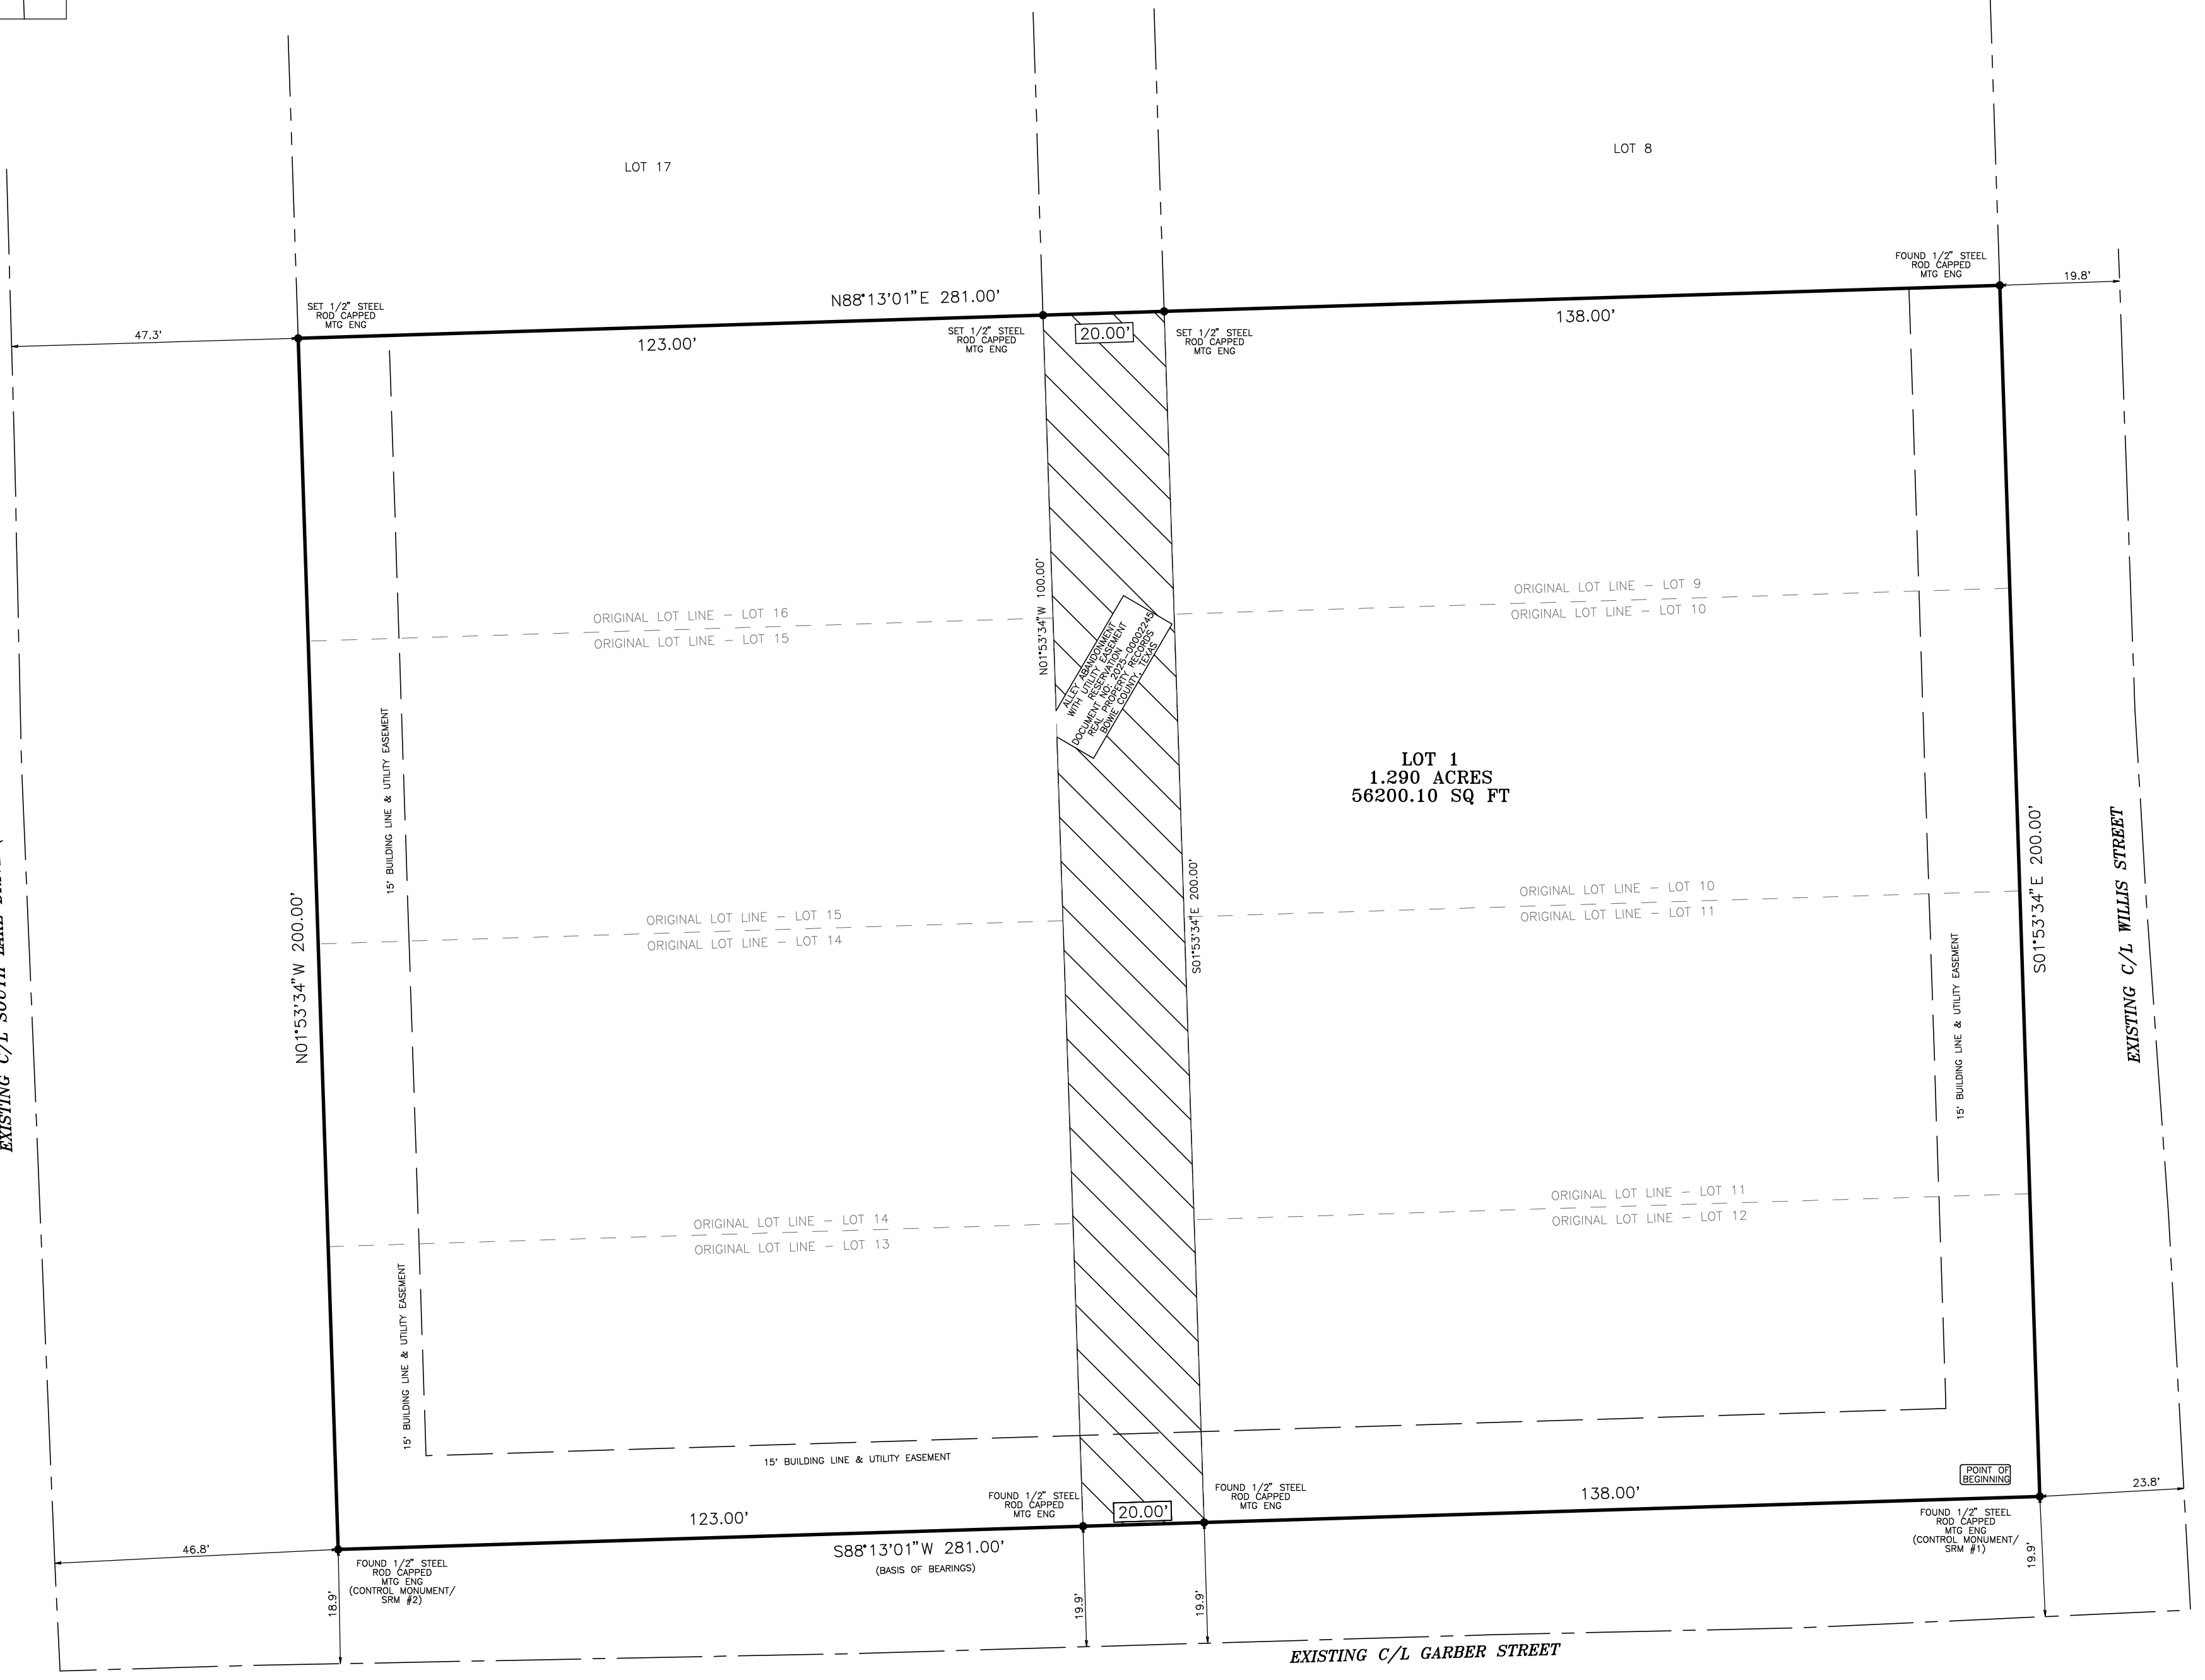 LOT 17
LOT 8
FOUND 1/2" STEEL
ROD CAPPED
MTG ENG
19.8'
SET 1/2" STEEL
ROD CAPPED
MTG ENG
47.3'
N88°13'01"E 281.00'
123.00'
SET 1/2" STEEL
ROD CAPPED
MTG ENG
20.00'
SET 1/2" STEEL
ROD CAPPED
MTG ENG
138.00'
N01°53'34"W 100.00'
ORIGINAL LOT LINE - LOT 16
ORIGINAL LOT LINE - LOT 15
ORIGINAL LOT LINE - LOT 9
ORIGINAL LOT LINE - LOT 10
ALLEY ABANDONMENT
WITH UTILITY EASEMENT
RESERVATION
DOCUMENT NO: 2025-00002245
REAL PROPERTY RECORDS
BOWIE COUNTY, TEXAS
15' BUILDING LINE & UTILITY EASEMENT
LOT 1
1.290 ACRES
56200.10 SQ FT
EXISTING C/L SOUTH
N01°53'34"W 200.00'
ORIGINAL LOT LINE - LOT 15
ORIGINAL LOT LINE - LOT 14
S01°53'34"E 200.00'
ORIGINAL LOT LINE - LOT 10
ORIGINAL LOT LINE - LOT 11
S01°53'34"E 200.00'
EXISTING C/L WILLIS STREET
15' BUILDING LINE & UTILITY EASEMENT
ORIGINAL LOT LINE - LOT 14
ORIGINAL LOT LINE - LOT 13
ORIGINAL LOT LINE - LOT 11
ORIGINAL LOT LINE - LOT 12
15' BUILDING LINE & UTILITY EASEMENT
15' BUILDING LINE & UTILITY EASEMENT
POINT OF
BEGINNING
23.8'
FOUND 1/2" STEEL
ROD CAPPED
MTG ENG
20.00'
FOUND 1/2" STEEL
ROD CAPPED
MTG ENG
138.00'
123.00'
46.8'
S88°13'01"W 281.00'
(BASIS OF BEARINGS)
FOUND 1/2" STEEL
ROD CAPPED
MTG ENG
(CONTROL MONUMENT/
SRM #2)
FOUND 1/2" STEEL
ROD CAPPED
MTG ENG
(CONTROL MONUMENT/
SRM #1)
18.9'
19.9'
19.9'
19.9'
EXISTING C/L GARBER STREET